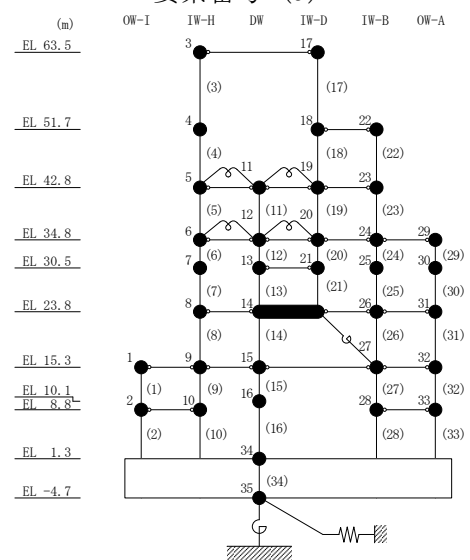 (m) OW-I IW-H DW IW-D IW-B OW-A
EL 63.5 3 17
(3) (17)
EL 51.7 4 18 22
(4) (18) (22)
EL 42.8 5 11 19 23
(5) (11) (19) (23)
EL 34.8 6 12 20 24 29
(6) (12) (20) (24) (29)
EL 30.5 7 13 21 25 30
(7) (13) (21) (25) (30)
EL 23.8 8 14 26 31
(8) (14) (26) (31)
27
EL 15.3 1 9 15 32
(1) (9) (15) (27) (32)
EL 10.1 16
EL 8.8 2 10 28 33
(2) (10) (16) (28) (33)
EL 1.3 34
(34)
EL -4.7 35